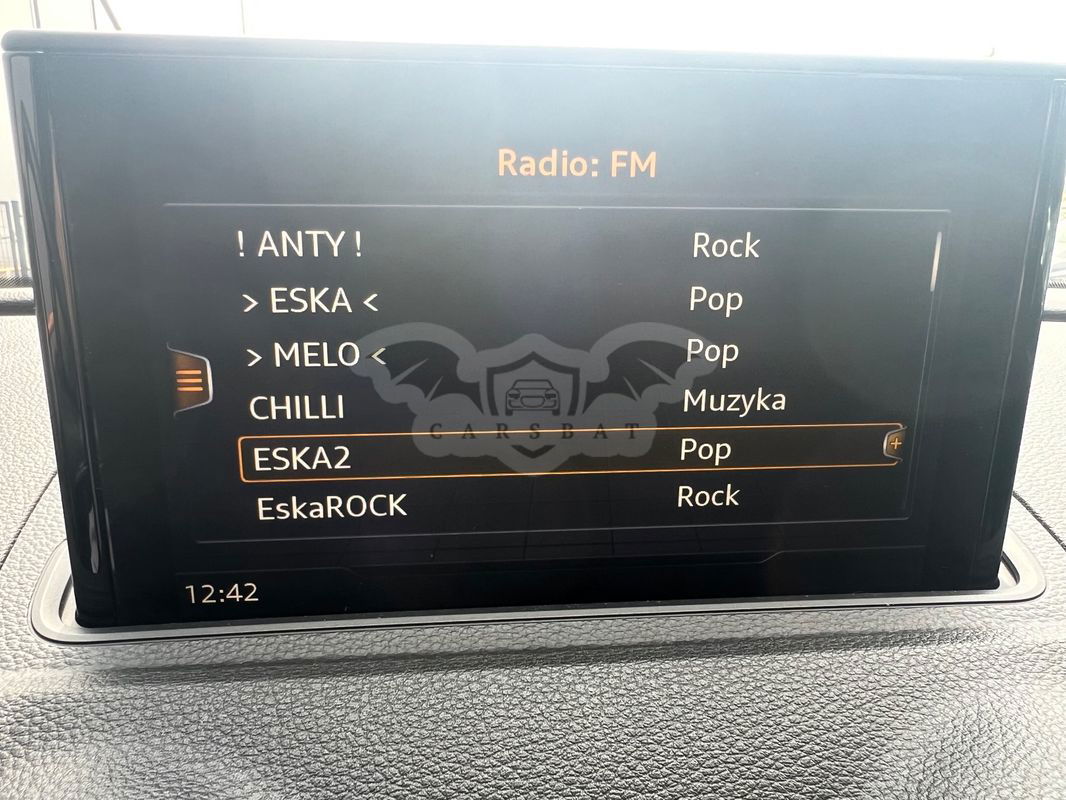 Radio: FM
! ANTY ! Rock
> ESKA < Pop
> MELO < Pop
CHILLI Muzyka
CARSBAT
ESKA2 Pop
EskaROCK Rock
12:42